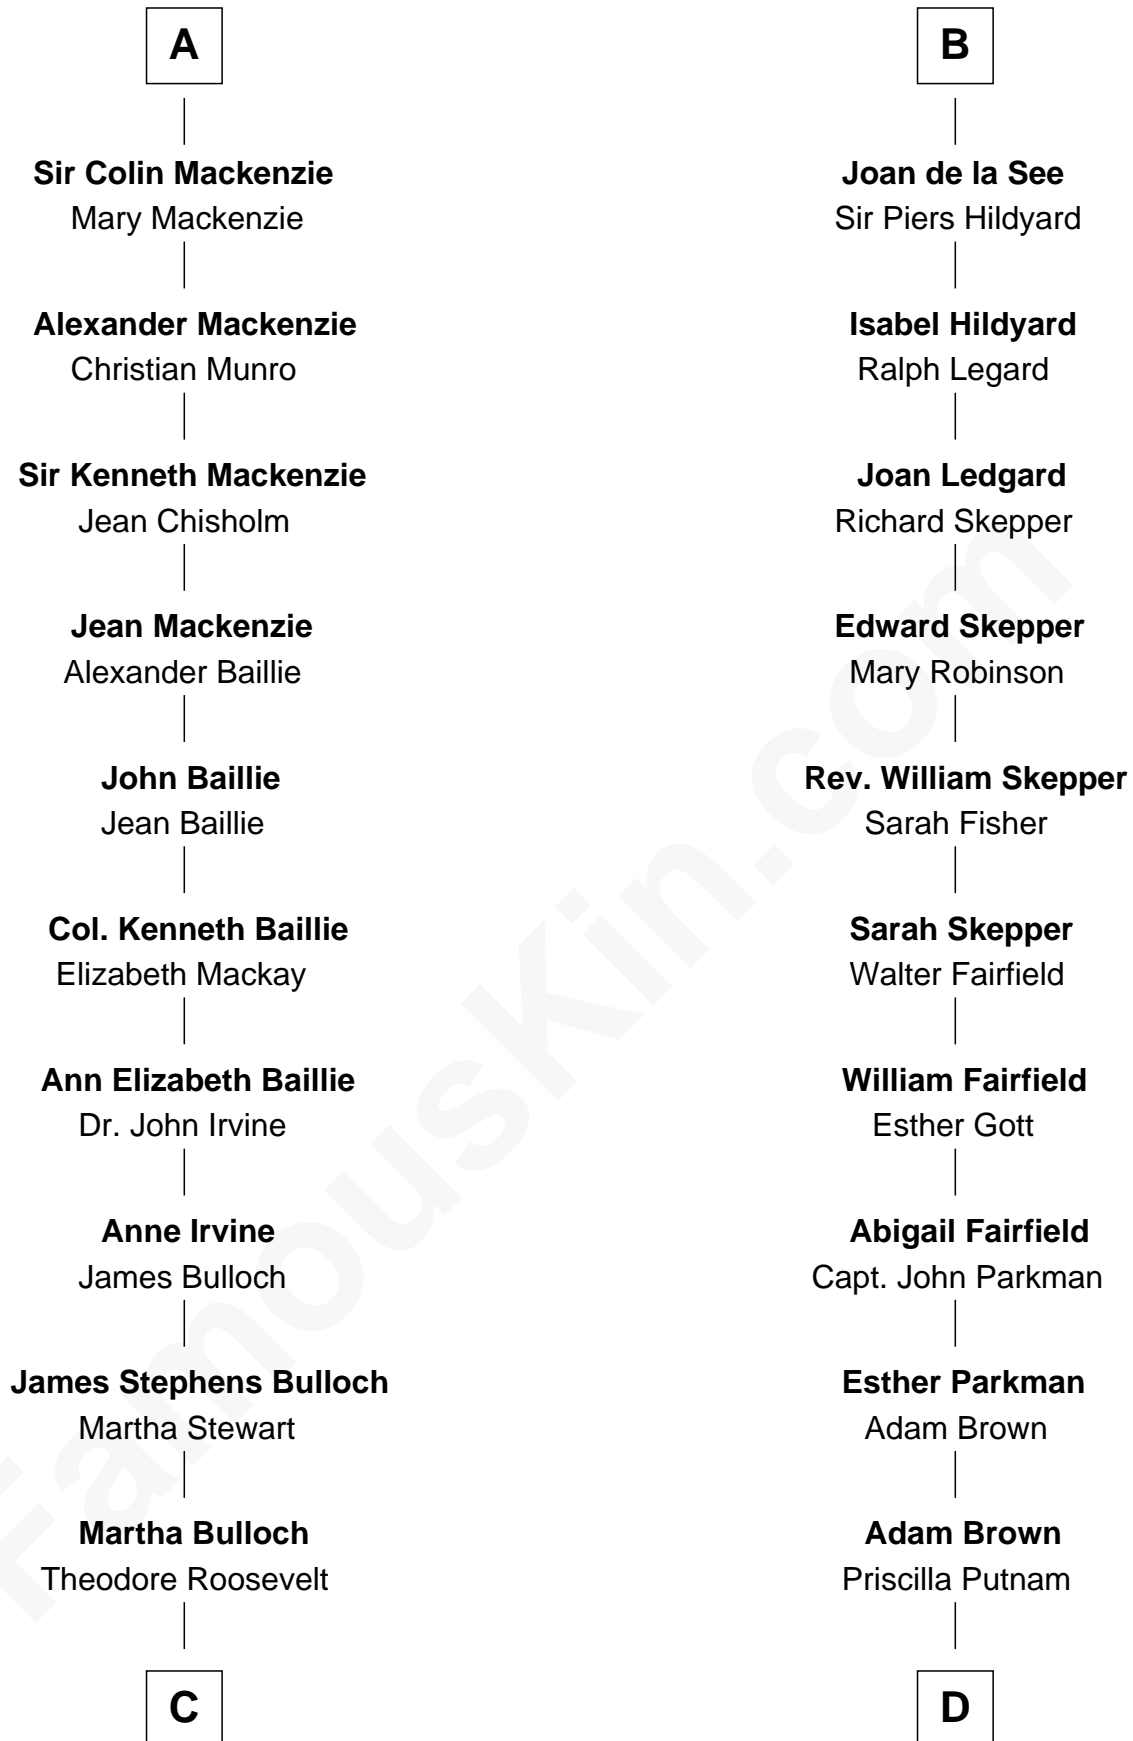 A
Sir Colin Mackenzie
Mary Mackenzie
Alexander Mackenzie
Christian Munro
Sir Kenneth Mackenzie
Jean Chisholm
Jean Mackenzie
Alexander Baillie
John Baillie
Jean Baillie
Col. Kenneth Baillie
Elizabeth Mackay
Ann Elizabeth Baillie
Dr. John Irvine
Anne Irvine
James Bulloch
James Stephens Bulloch
Martha Stewart
Martha Bulloch
Theodore Roosevelt
C
B
Joan de la See
Sir Piers Hildyard
Isabel Hildyard
Ralph Legard
Joan Ledgard
Richard Skepper
Edward Skepper
Mary Robinson
Rev. William Skepper
Sarah Fisher
Sarah Skepper
Walter Fairfield
William Fairfield
Esther Gott
Abigail Fairfield
Capt. John Parkman
Esther Parkman
Adam Brown
Adam Brown
Priscilla Putnam
D
FamousKin.com